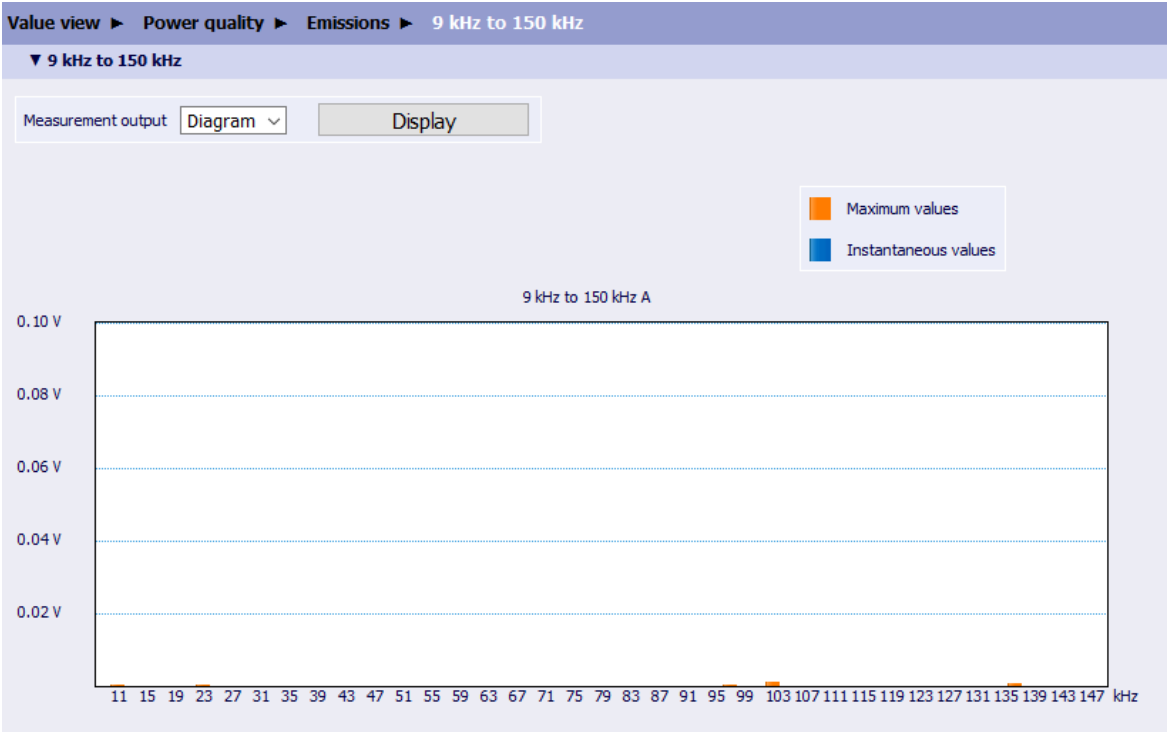 Value view ► Power quality ► Emissions ► 9 kHz to 150 kHz
▼ 9 kHz to 150 kHz
Measurement output Diagram Display
Maximum values
Instantaneous values
9 kHz to 150 kHz A
0.10 V
0.08 V
0.06 V
0.04 V
0.02 V
11 15 19 23 27 31 35 39 43 47 51 55 59 63 67 71 75 79 83 87 91 95 99 103 107 111 115 119 123 127 131 135 139 143 147 kHz